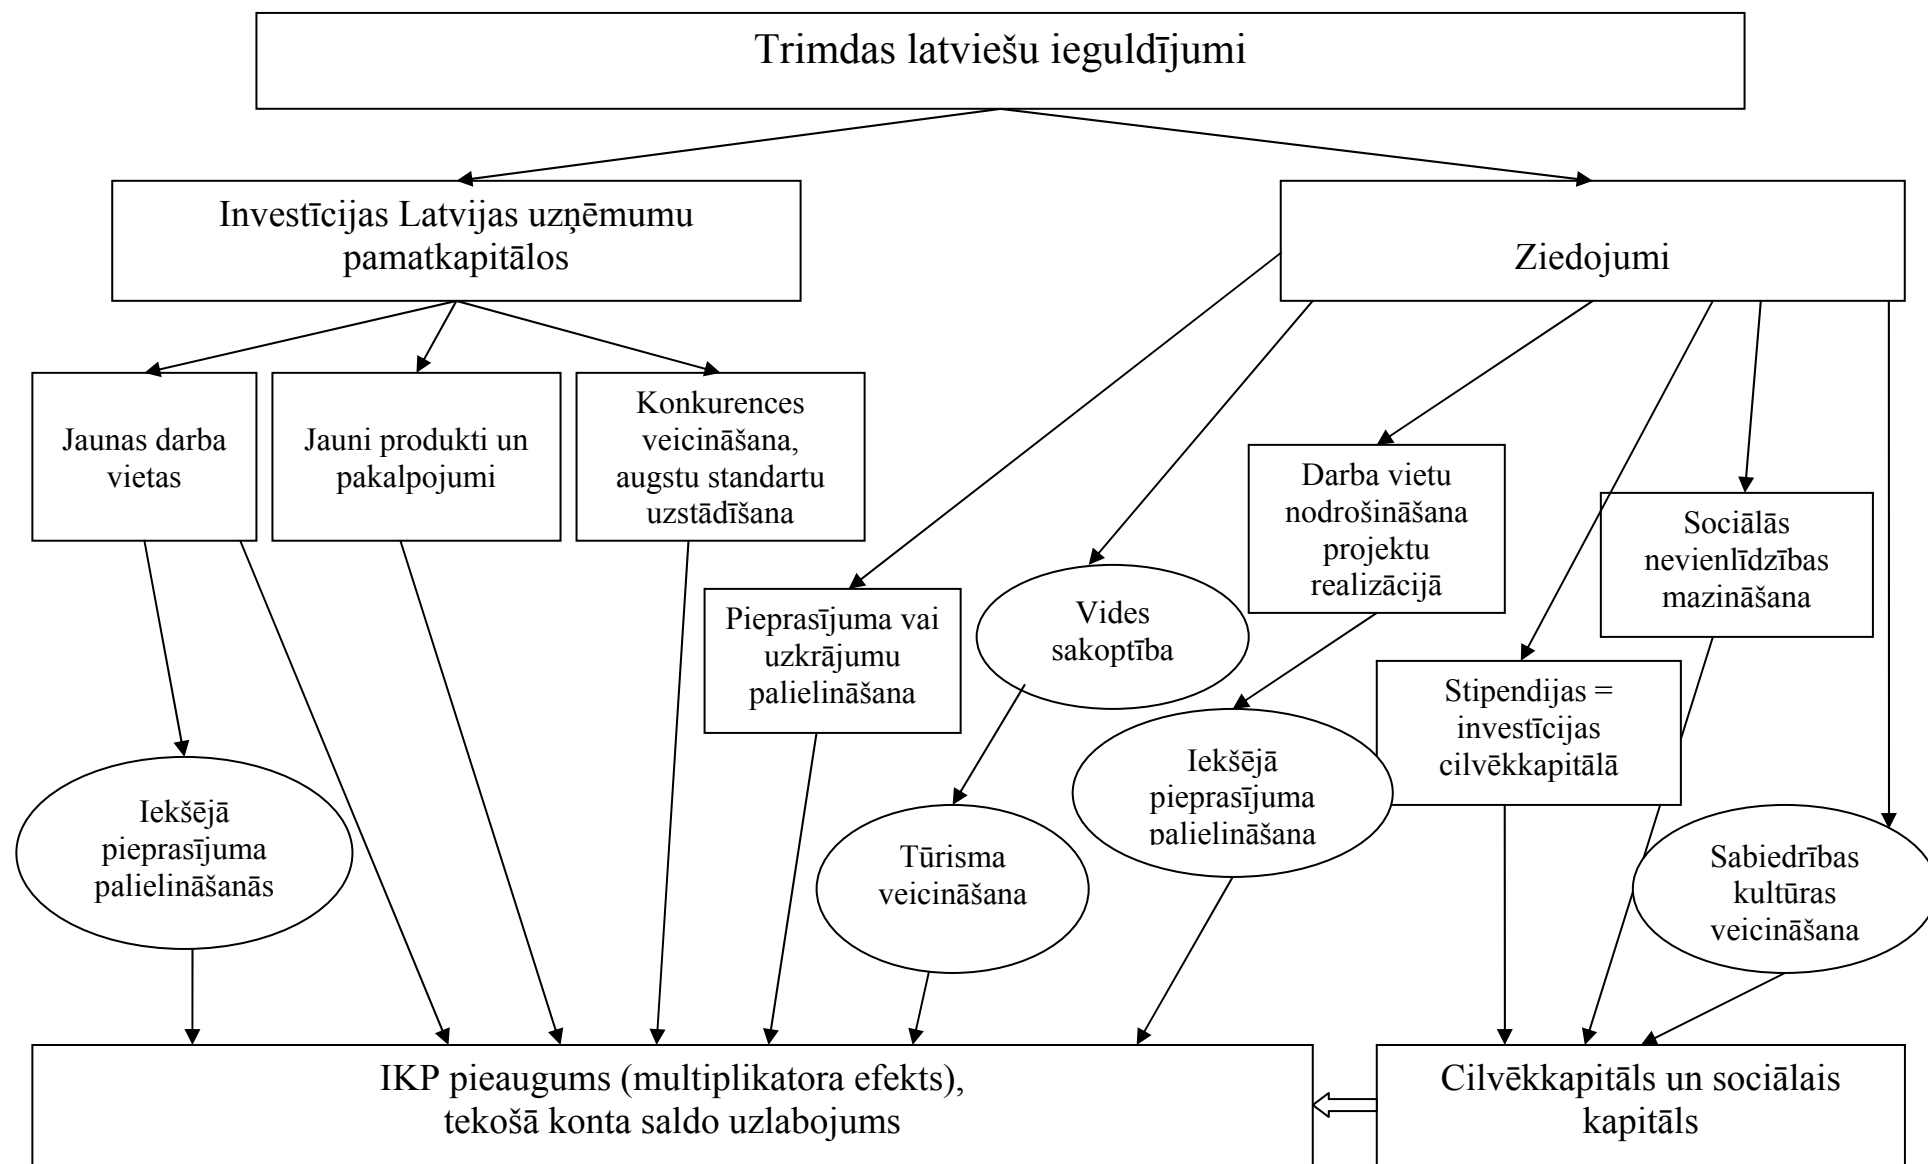 Trimdas latviešu ieguldījumi
Investīcijas Latvijas uzņēmumu
pamatkapitālos
Ziedojumi
Jaunas darba
vietas
Jauni produkti un
pakalpojumi
Konkurences
veicināšana,
augstu standartu
uzstādīšana
Pieprasījuma vai
uzkrājumu
palielināšana
Vides
sakoptība
Darba vietu
nodrošināšana
projektu
realizācijā
Sociālās
nevienlīdzības
mazināšana
Stipendijas =
investīcijas
cilvēkkapitālā
Iekšējā
pieprasījuma
palielināšanās
Tūrisma
veicināšana
Iekšējā
pieprasījuma
palielināšana
Sabiedrības
kultūras
veicināšana
IKP pieaugums (multiplikatora efekts),
tekošā konta saldo uzlabojums
Cilvēkkapitāls un sociālais
kapitāls